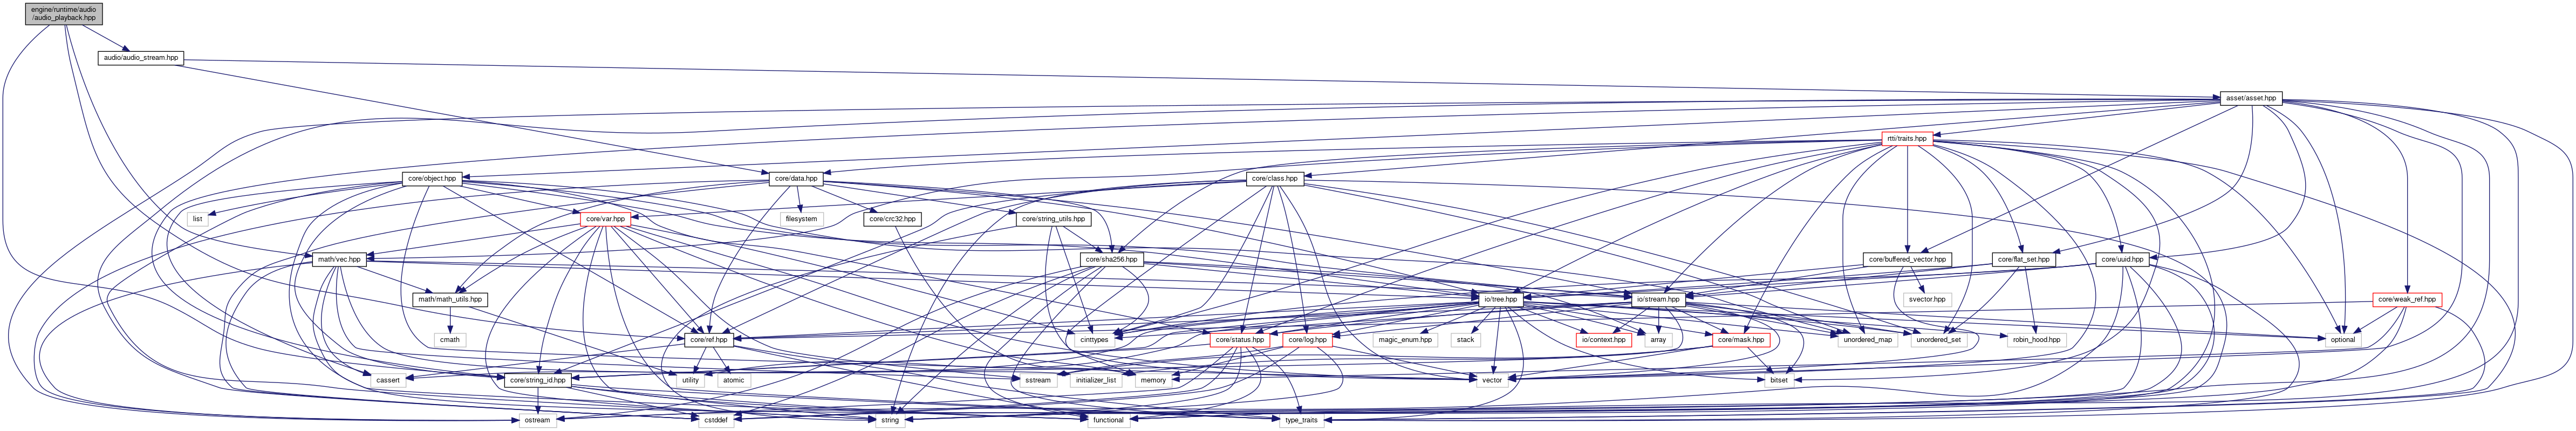 engine/runtime/audio
/audio_playback.hpp
audio/audio_stream.hpp
asset/asset.hpp
rtti/traits.hpp
core/object.hpp
core/data.hpp
core/class.hpp
list
core/var.hpp
filesystem
core/crc32.hpp
core/string_utils.hpp
math/vec.hpp
core/sha256.hpp
core/buffered_vector.hpp
core/flat_set.hpp
core/uuid.hpp
math/math_utils.hpp
io/tree.hpp
io/stream.hpp
svector.hpp
core/weak_ref.hpp
cmath
core/ref.hpp
cinttypes
core/status.hpp
core/log.hpp
magic_enum.hpp
stack
io/context.hpp
array
core/mask.hpp
unordered_map
unordered_set
robin_hood.hpp
optional
cassert
core/string_id.hpp
utility
atomic
sstream
initializer_list
memory
vector
bitset
ostream
cstddef
string
functional
type_traits